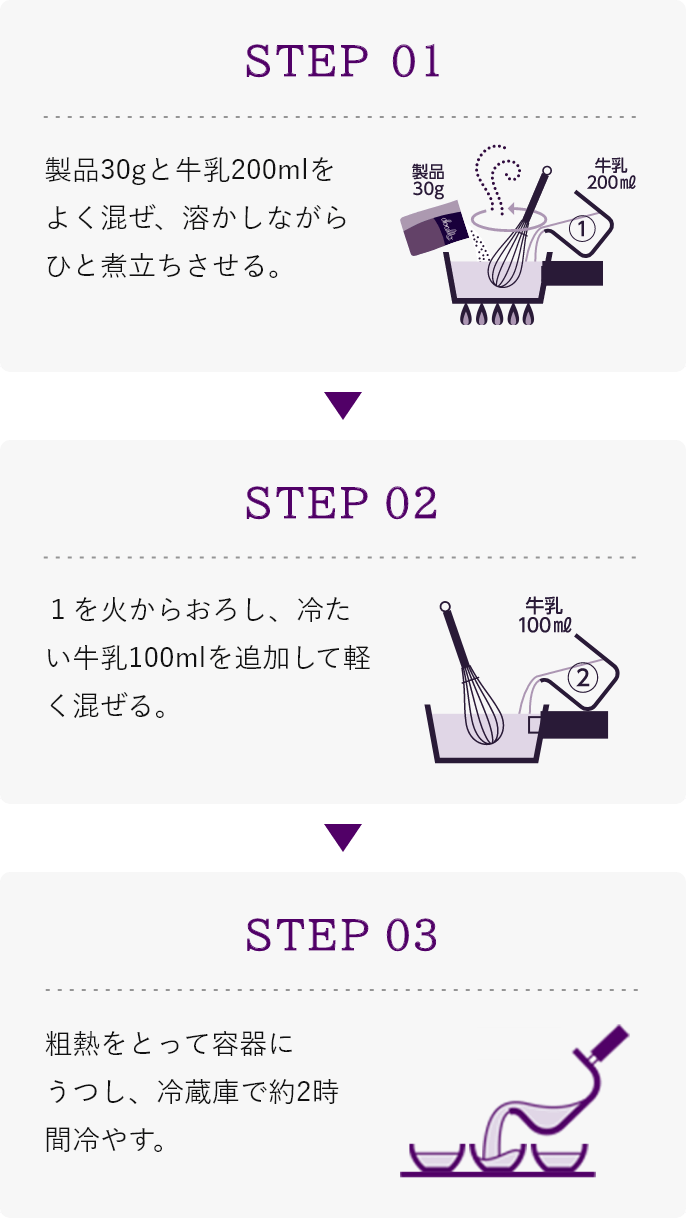 STEP 01
製品30gと牛乳200mlを
よく混ぜ、溶かしながら
ひと煮立ちさせる。
製品
30g
牛乳
200㎖
1
STEP 02
１を火からおろし、冷た
い牛乳100mlを追加して軽
く混ぜる。
牛乳
100㎖
2
STEP 03
粗熱をとって容器に
うつし、冷蔵庫で約2時
間冷やす。